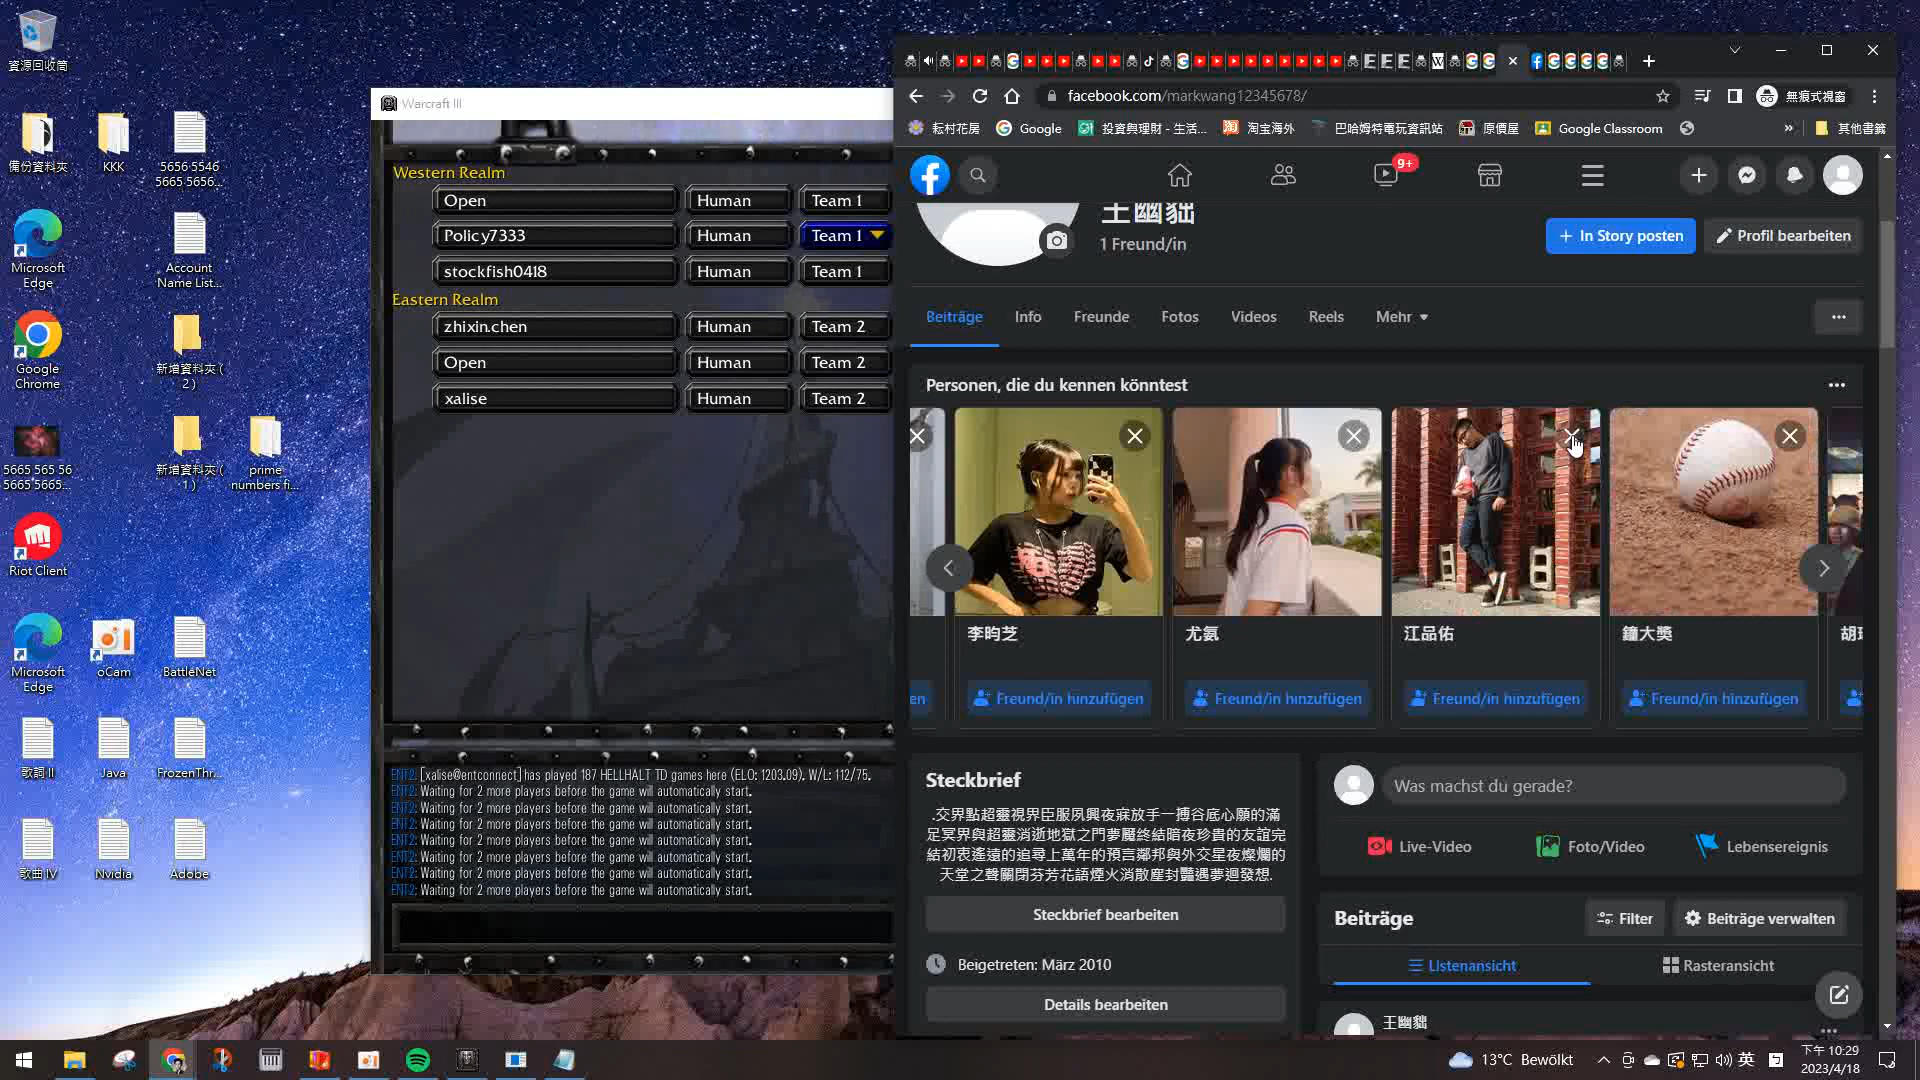 資源回收筒
備份資料夾
KKK
5656 5546
5665 5656...
Microsoft
Edge
Account
Name List...
Google
Chrome
新增資料夾 (
2 )
5665 565 56
5665 5665...
新增資料夾 (
1 )
prime
numbers fi...
Riot Client
Microsoft
Edge
oCam
BattleNet
歌詞 II
Java
FrozenThr...
歌曲 IV
Nvidia
Adobe
Warcraft III
Western Realm
Open Human Team 1
Policy7333 Human Team 1
stockfish0418 Human Team 1
Eastern Realm
zhixin.chen Human Team 2
Open Human Team 2
xalise Human Team 2
ENT2: [xalise@entconnect] has played 187 HELLHALT TD games here (ELO: 1203.09). W/L: 112/75.
ENT2: Waiting for 2 more players before the game will automatically start.
ENT2: Waiting for 2 more players before the game will automatically start.
ENT2: Waiting for 2 more players before the game will automatically start.
ENT2: Waiting for 2 more players before the game will automatically start.
ENT2: Waiting for 2 more players before the game will automatically start.
ENT2: Waiting for 2 more players before the game will automatically start.
ENT2: Waiting for 2 more players before the game will automatically start.
facebook.com/markwang12345678/
無痕式視窗
耘村花房 Google 投資與理財 - 生活... 淘宝海外 巴哈姆特電玩資訊站 原價屋 Google Classroom » 其他書籤
9+
王幽貀
1 Freund/in
+ In Story posten
Profil bearbeiten
Beiträge Info Freunde Fotos Videos Reels Mehr
Personen, die du kennen könntest
李昀芝 尤氨 江品佑 鐘大獎
en Freund/in hinzufügen Freund/in hinzufügen Freund/in hinzufügen Freund/in hinzufügen
Steckbrief
.交界點超靈視界臣服夙興夜寐放手一搏谷底心願的滿
足冥界與超靈消逝地獄之門夢魘終結暗夜珍貴的友誼完
結初衷遙遠的追尋上萬年的預言鄰邦與外交星夜燦爛的
天堂之聲關閉芬芳花語煙火消散塵封豔遇夢迴發想.
Steckbrief bearbeiten
Beigetreten: März 2010
Details bearbeiten
Was machst du gerade?
Live-Video Foto/Video Lebensereignis
Beiträge
Filter
Beiträge verwalten
Listenansicht Rasteransicht
王幽貀
13°C Bewölkt
英
下午 10:29
2023/4/18